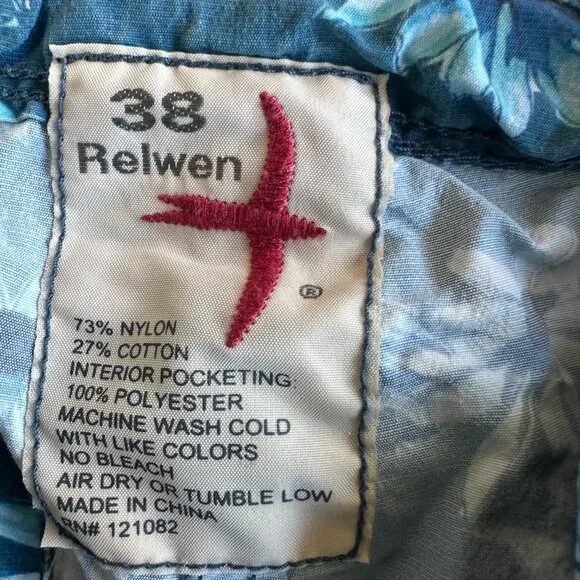 38
Relwen
®
73% NYLON
27% COTTON
INTERIOR POCKETING:
100% POLYESTER
MACHINE WASH COLD
WITH LIKE COLORS
NO BLEACH
AIR DRY OR TUMBLE LOW
MADE IN CHINA
RN# 121082